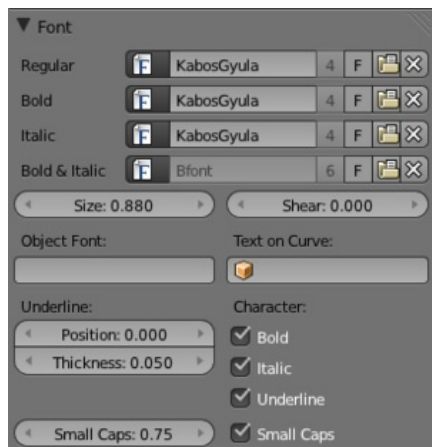 Font
Regular KabosGyula 4 F
Bold KabosGyula 4 F
Italic KabosGyula 4 F
Bold & Italic Bfont 6 F
Size: 0.880 Shear: 0.000
Object Font: Text on Curve:
Underline: Character:
Position: 0.000 Bold
Thickness: 0.050 Italic
Underline
Small Caps: 0.75 Small Caps